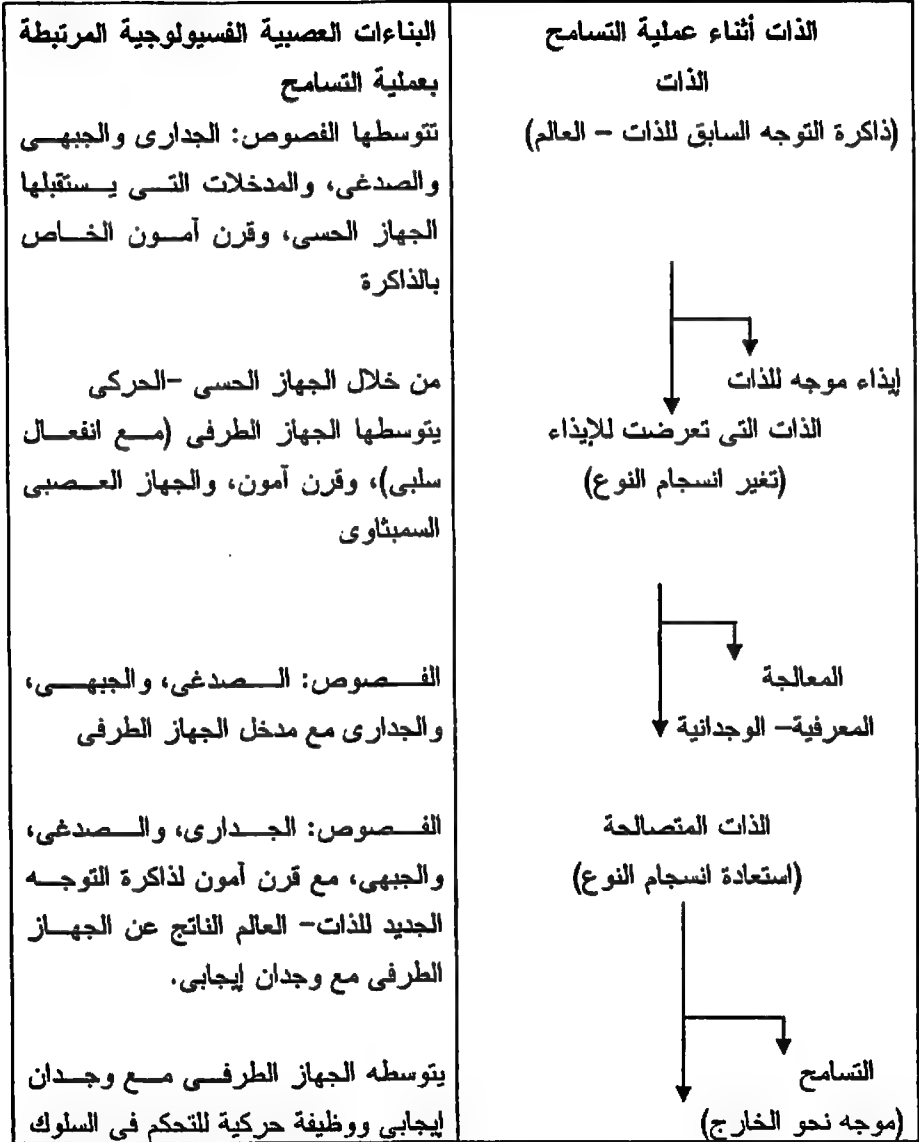 الذات أثناء عملية التسامح
الذات
(ذاكرة التوجه السابق للذات – العالم)
إيذاء موجه للذات
الذات التى تعرضت للإيذاء
(تغير انسجام النوع)
المعالجة
المعرفية– الوجدانية
الذات المتصالحة
(استعادة انسجام النوع)
التسامح
(موجه نحو الخارج)
البناءات العصبية الفسيولوجية المرتبطة
بعملية التسامح
تتوسطها الفصوص: الجدارى والجبهى
والصدغى، والمدخلات التى يستقبلها
الجهاز الحسى، وقرن آمون الخاص
بالذاكرة
من خلال الجهاز الحسى –الحركى
يتوسطها الجهاز الطرفى (مع انفعال
سلبى)، وقرن آمون، والجهاز العصبى
السمبثاوى
الفصوص: الصدغى، والجبهى،
والجدارى مع مدخل الجهاز الطرفى
الفصوص: الجدارى، والصدغى،
والجبهى، مع قرن آمون لذاكرة التوجه
الجديد للذات– العالم الناتج عن الجهاز
الطرفى مع وجدان إيجابى.
يتوسطه الجهاز الطرفى مع وجدان
إيجابى ووظيفة حركية للتحكم فى السلوك